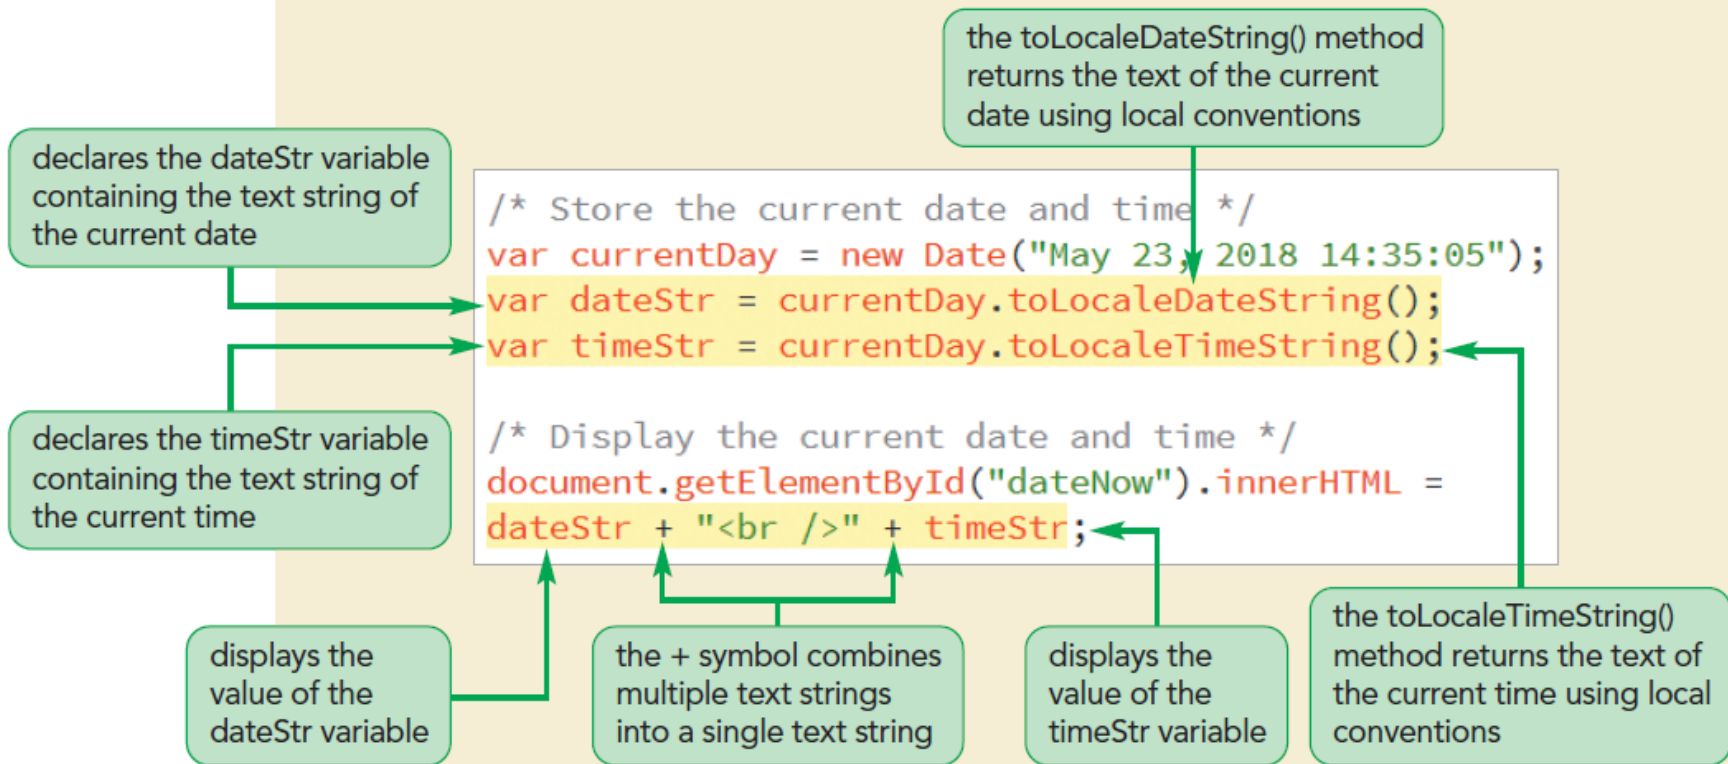 the toLocaleDateString() method
returns the text of the current
date using local conventions
declares the dateStr variable
containing the text string of
the current date
/* Store the current date and time */
var currentDay = new Date("May 23, 2018 14:35:05");
var dateStr = currentDay.toLocaleDateString();
var timeStr = currentDay.toLocaleTimeString();
declares the timeStr variable
containing the text string of
the current time
/* Display the current date and time */
document.getElementById("dateNow").innerHTML =
dateStr + "<br />" + timeStr;
displays the
value of the
dateStr variable
the + symbol combines
multiple text strings
into a single text string
displays the
value of the
timeStr variable
the toLocaleTimeString()
method returns the text of
the current time using local
conventions